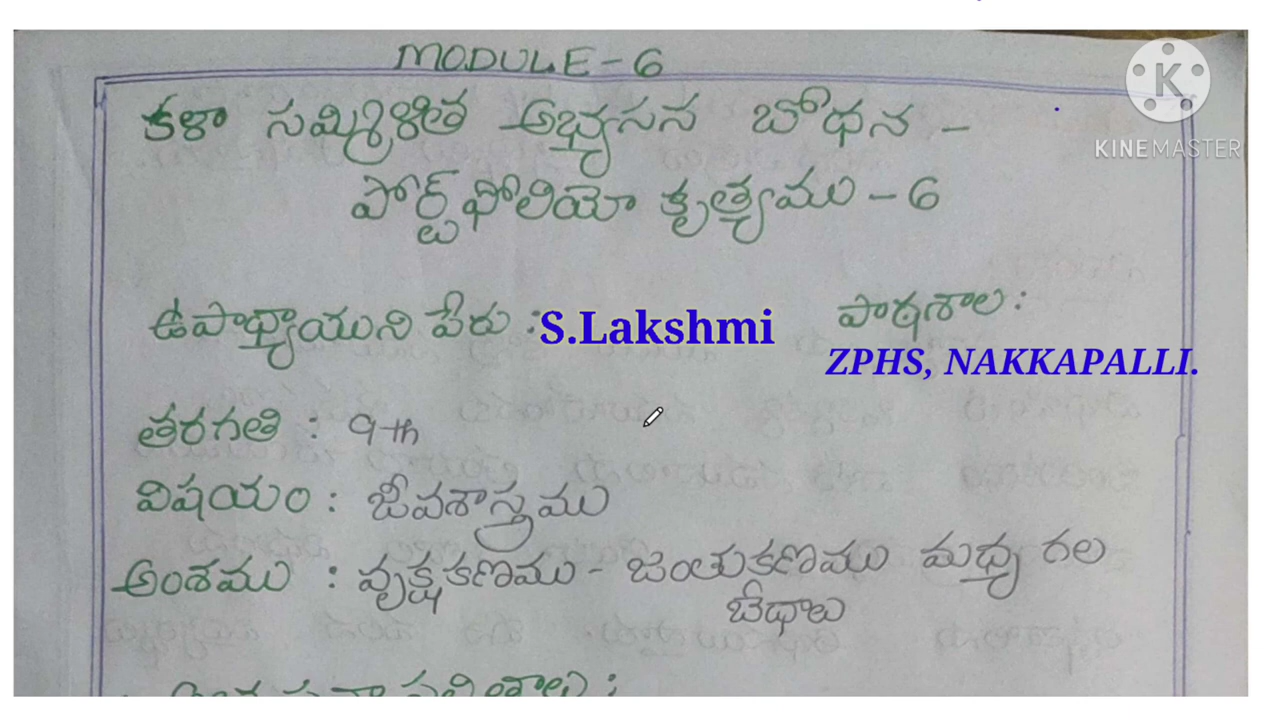 MODULE - 6
KINEMASTER
కళా సమ్మిళిత అభ్యసన బోధన -
పోర్ట్ ఫోలియో కృత్యము - 6
ఉపాధ్యాయుని పేరు : S.Lakshmi
పాఠశాల :
ZPHS, NAKKAPALLI.
తరగతి : 9th
విషయం : జీవశాస్త్రము
అంశము : వృక్షకణము - జంతుకణము మధ్య గల
బేధాలు